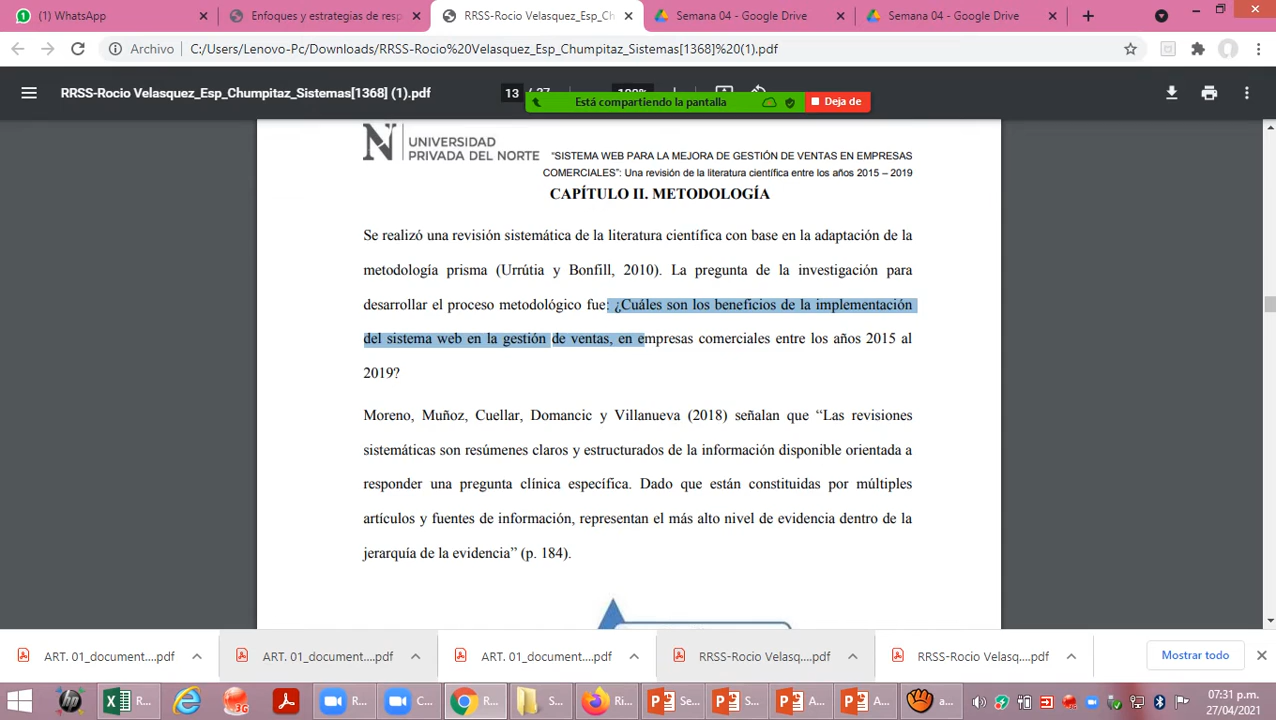 (1) WhatsApp
Enfoques y estrategias de resp
RRSS-Rocio Velasquez_Esp_Ch
Semana 04 - Google Drive
Semana 04 - Google Drive
Archivo
C:/Users/Lenovo-Pc/Downloads/RRSS-Rocio%20Velasquez_Esp_Chumpitaz_Sistemas[1368]%20(1).pdf
RRSS-Rocio Velasquez_Esp_Chumpitaz_Sistemas[1368] (1).pdf
13 / 27
100%
Está compartiendo la pantalla
Deja de
UNIVERSIDAD
PRIVADA DEL NORTE
“SISTEMA WEB PARA LA MEJORA DE GESTIÓN DE VENTAS EN EMPRESAS
COMERCIALES”: Una revisión de la literatura científica entre los años 2015 – 2019
CAPÍTULO II. METODOLOGÍA
Se realizó una revisión sistemática de la literatura científica con base en la adaptación de la
metodología prisma (Urrútia y Bonfill, 2010). La pregunta de la investigación para
desarrollar el proceso metodológico fue: ¿Cuáles son los beneficios de la implementación
del sistema web en la gestión de ventas, en empresas comerciales entre los años 2015 al
2019?
Moreno, Muñoz, Cuellar, Domancic y Villanueva (2018) señalan que “Las revisiones
sistemáticas son resúmenes claros y estructurados de la información disponible orientada a
responder una pregunta clínica específica. Dado que están constituidas por múltiples
artículos y fuentes de información, representan el más alto nivel de evidencia dentro de la
jerarquía de la evidencia” (p. 184).
ART. 01_document....pdf
ART. 01_document....pdf
ART. 01_document....pdf
RRSS-Rocio Velasq....pdf
RRSS-Rocio Velasq....pdf
Mostrar todo
R...
R...
C...
R...
S...
Ri...
Se...
S...
A...
A...
a...
07:31 p.m.
27/04/2021